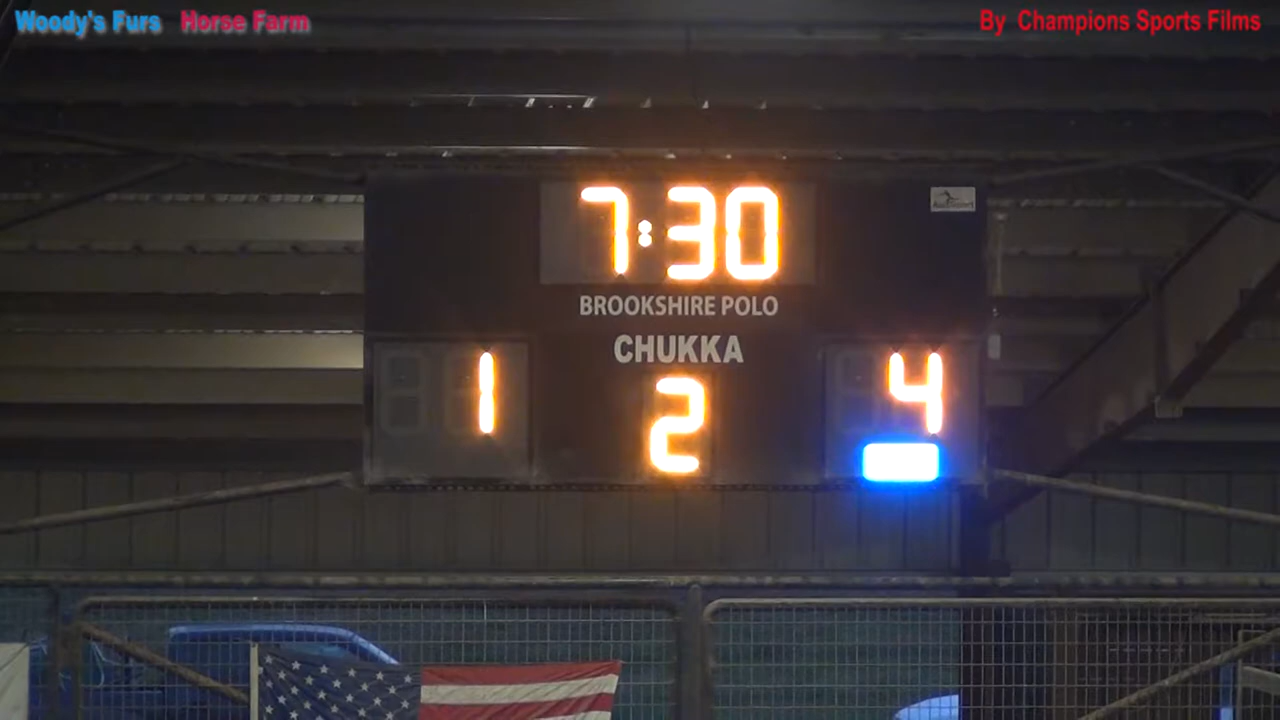 Woody's Furs Horse Farm
By Champions Sports Films
7:30
BROOKSHIRE POLO
CHUKKA
1
2
4